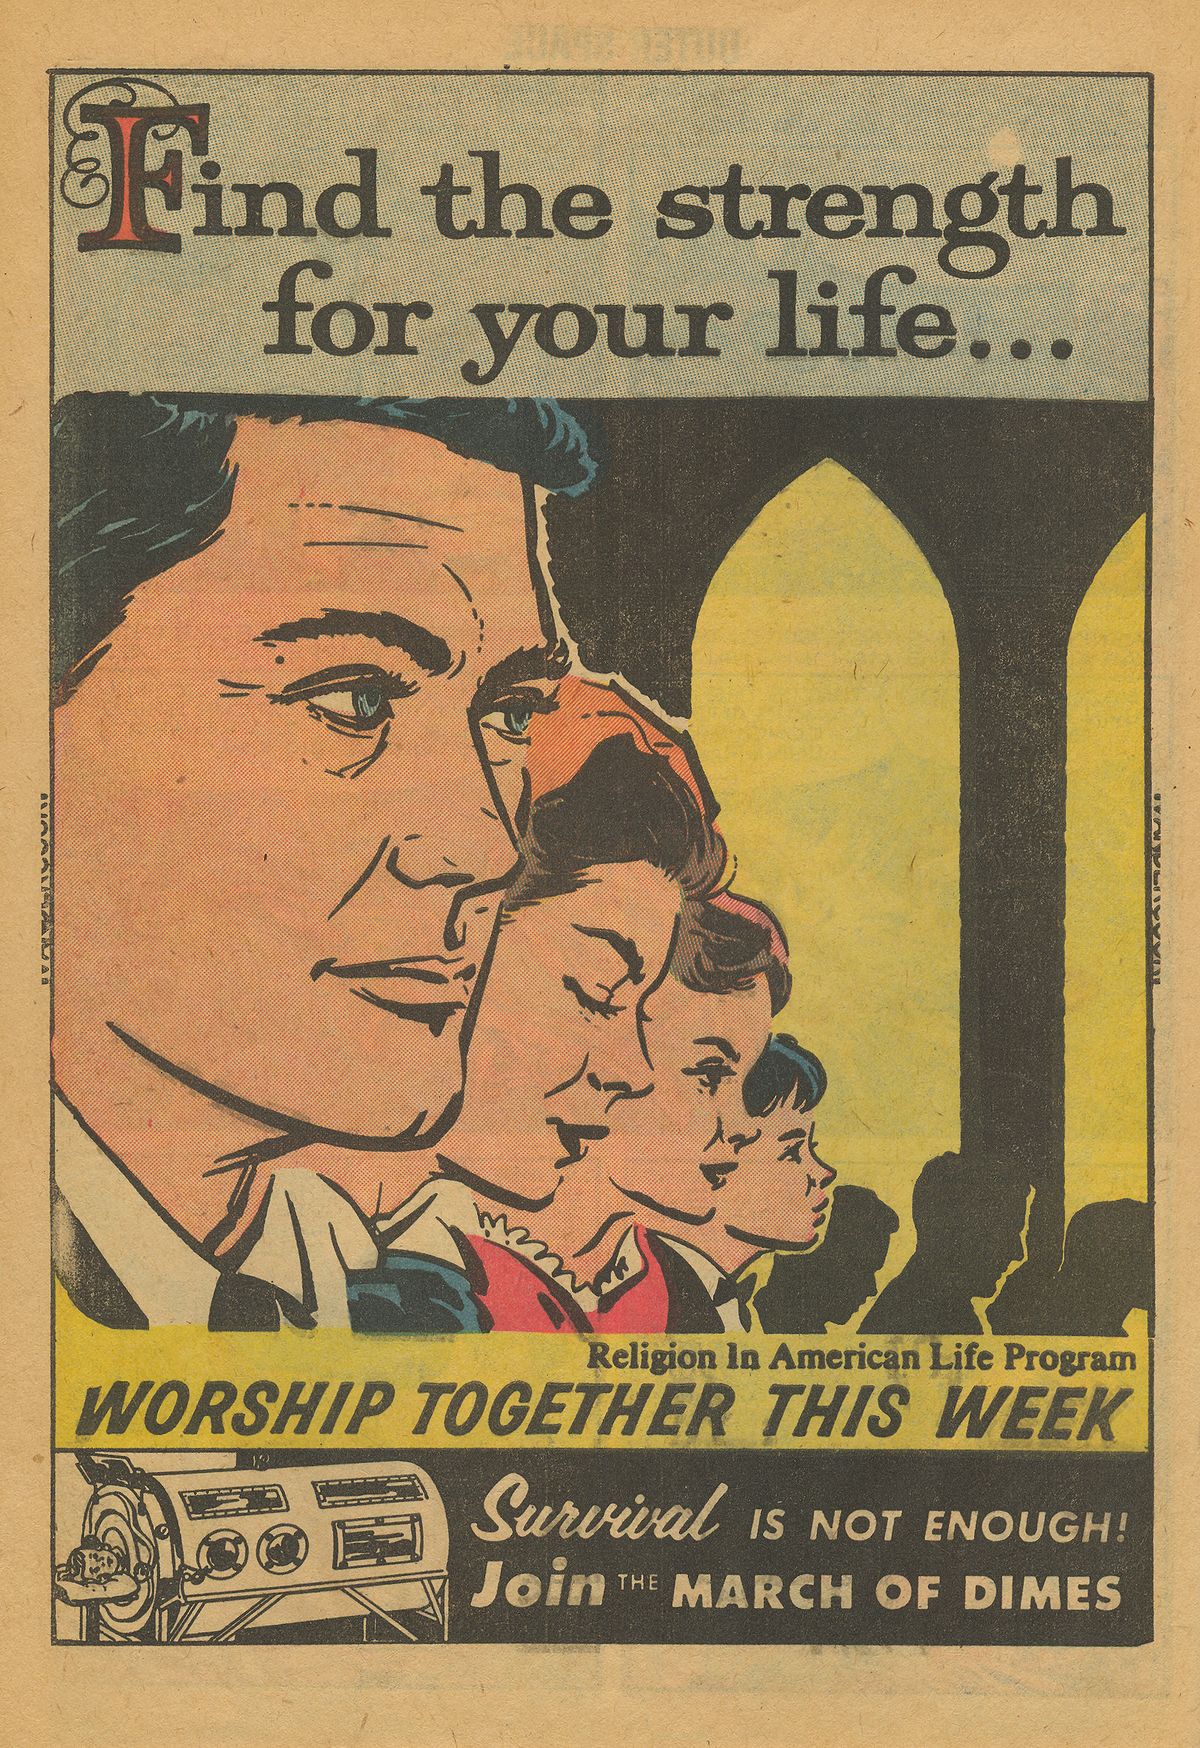 Find the strength
for your life...
Religion In American Life Program
WORSHIP TOGETHER THIS WEEK
Survival IS NOT ENOUGH!
Join THE MARCH OF DIMES